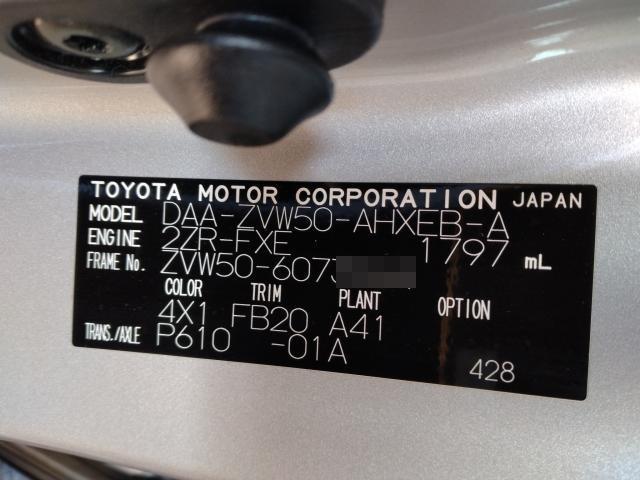 TOYOTA MOTOR CORPORATION JAPAN
MODEL DAA-ZVW50-AHXEB-A
ENGINE 2ZR-FXE 1797 mL
FRAME No. ZVW50-607
COLOR TRIM PLANT OPTION
4X1 FB20 A41
TRANS./AXLE P610 -01A
428